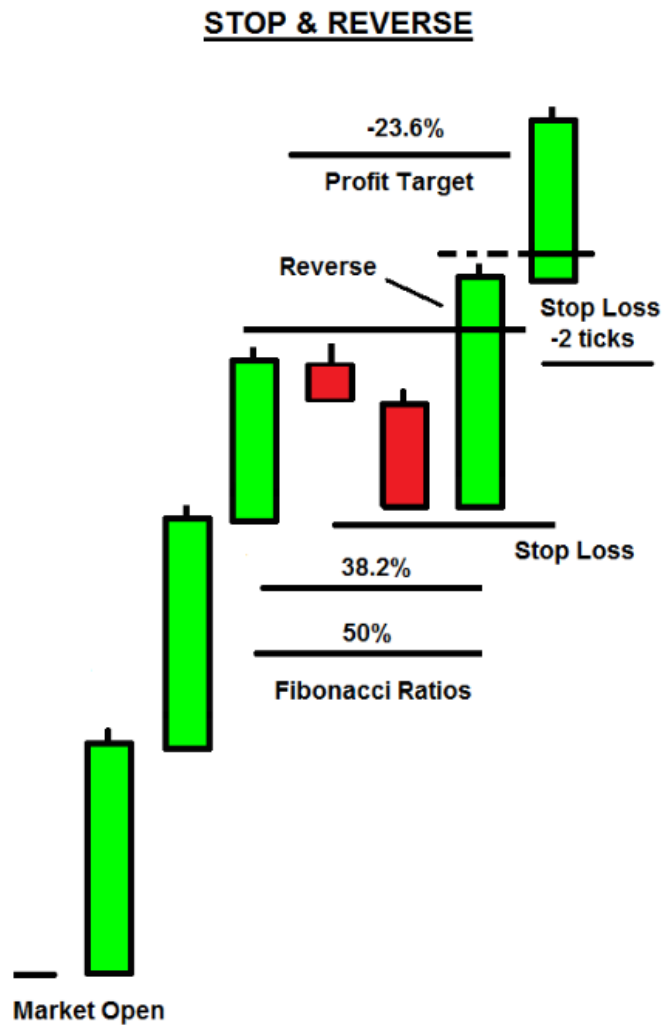 STOP & REVERSE
-23.6%
Profit Target
Reverse
Stop Loss
-2 ticks
Stop Loss
38.2%
50%
Fibonacci Ratios
Market Open